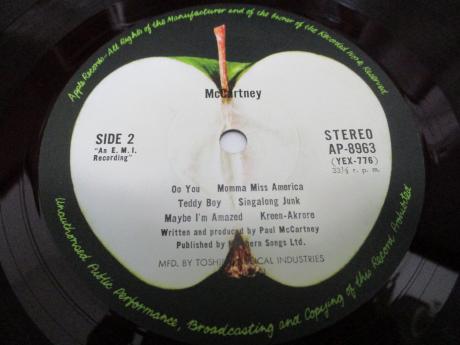 Apple Records · All Rights of the Manufacturer and of the Owner of the Recorded Work Reserved
McCartney
SIDE 2
"An E. M. I.
Recording"
STEREO
AP-8963
(YEX-776)
33⅓ r. p. m.
Oo You Momma Miss America
Teddy Boy Singalong Junk
Maybe I'm Amazed Kreen-Akrore
Written and produced by Paul McCartney
Published by Songs Ltd.
MFD. BY INDUSTRIES
Unauthorised Public Performance, Broadcasting and Copying of this Record Prohibited